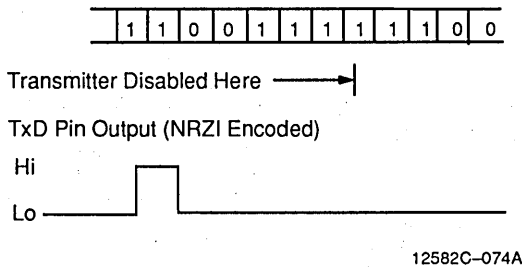 1 1 0 0 1 1 1 1 1 1 0 0
Transmitter Disabled Here
TxD Pin Output (NRZI Encoded)
Hi
Lo
12582C–074A